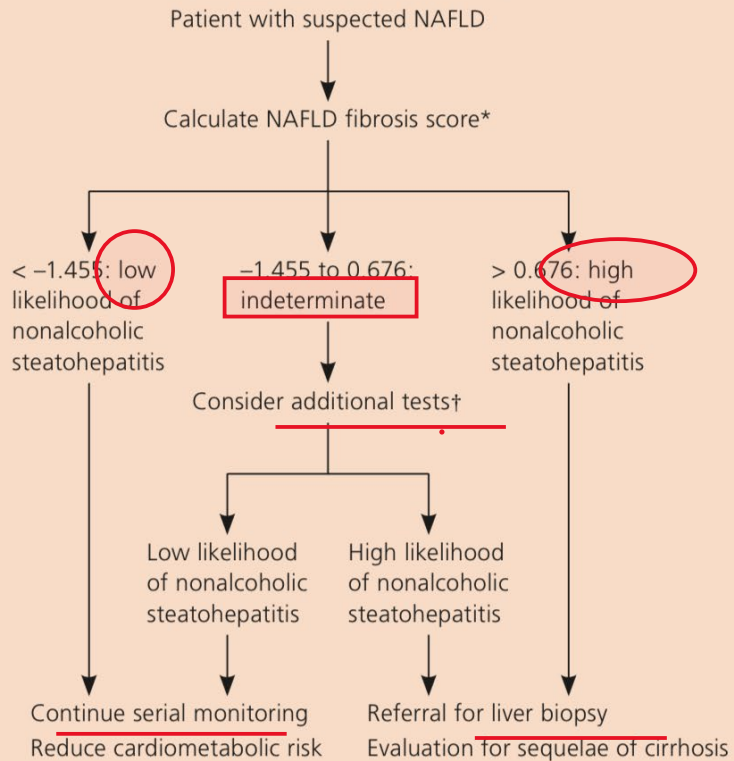 Patient with suspected NAFLD
Calculate NAFLD fibrosis score*
< –1.455: low
likelihood of
nonalcoholic
steatohepatitis
–1.455 to 0.676:
indeterminate
> 0.676: high
likelihood of
nonalcoholic
steatohepatitis
Consider additional tests†
Low likelihood
of nonalcoholic
steatohepatitis
High likelihood
of nonalcoholic
steatohepatitis
Continue serial monitoring
Reduce cardiometabolic risk
Referral for liver biopsy
Evaluation for sequelae of cirrhosis